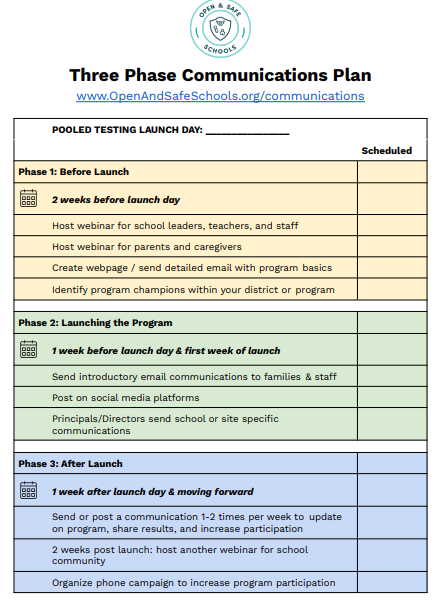 OPEN & SAFE
SCHOOLS
Three Phase Communications Plan
www.OpenAndSafeSchools.org/communications
POOLED TESTING LAUNCH DAY: ________________
Scheduled
Phase 1: Before Launch
2 weeks before launch day
Host webinar for school leaders, teachers, and staff
Host webinar for parents and caregivers
Create webpage / send detailed email with program basics
Identify program champions within your district or program
Phase 2: Launching the Program
1 week before launch day & first week of launch
Send introductory email communications to families & staff
Post on social media platforms
Principals/Directors send school or site specific
communications
Phase 3: After Launch
1 week after launch day & moving forward
Send or post a communication 1-2 times per week to update
on program, share results, and increase participation
2 weeks post launch: host another webinar for school
community
Organize phone campaign to increase program participation